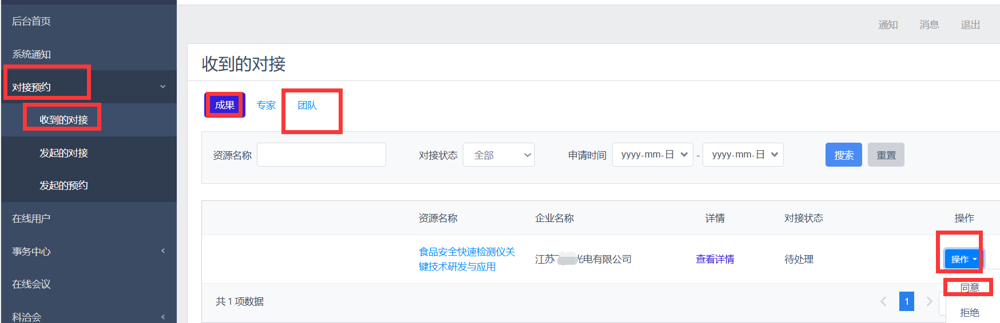 后台首页
系统通知
对接预约
收到的对接
发起的对接
发起的预约
在线用户
事务中心
在线会议
科洽会
通知 消息 退出
收到的对接
成果 专家 团队
资源名称 对接状态 全部 申请时间 yyyy-mm-日 - yyyy-mm-日 搜索 重置
资源名称 企业名称 详情 对接状态 操作
食品安全快速检测仪关
键技术研发与应用
江苏 光电有限公司 查看详情 待处理 操作
同意
拒绝
共 1 项数据 1